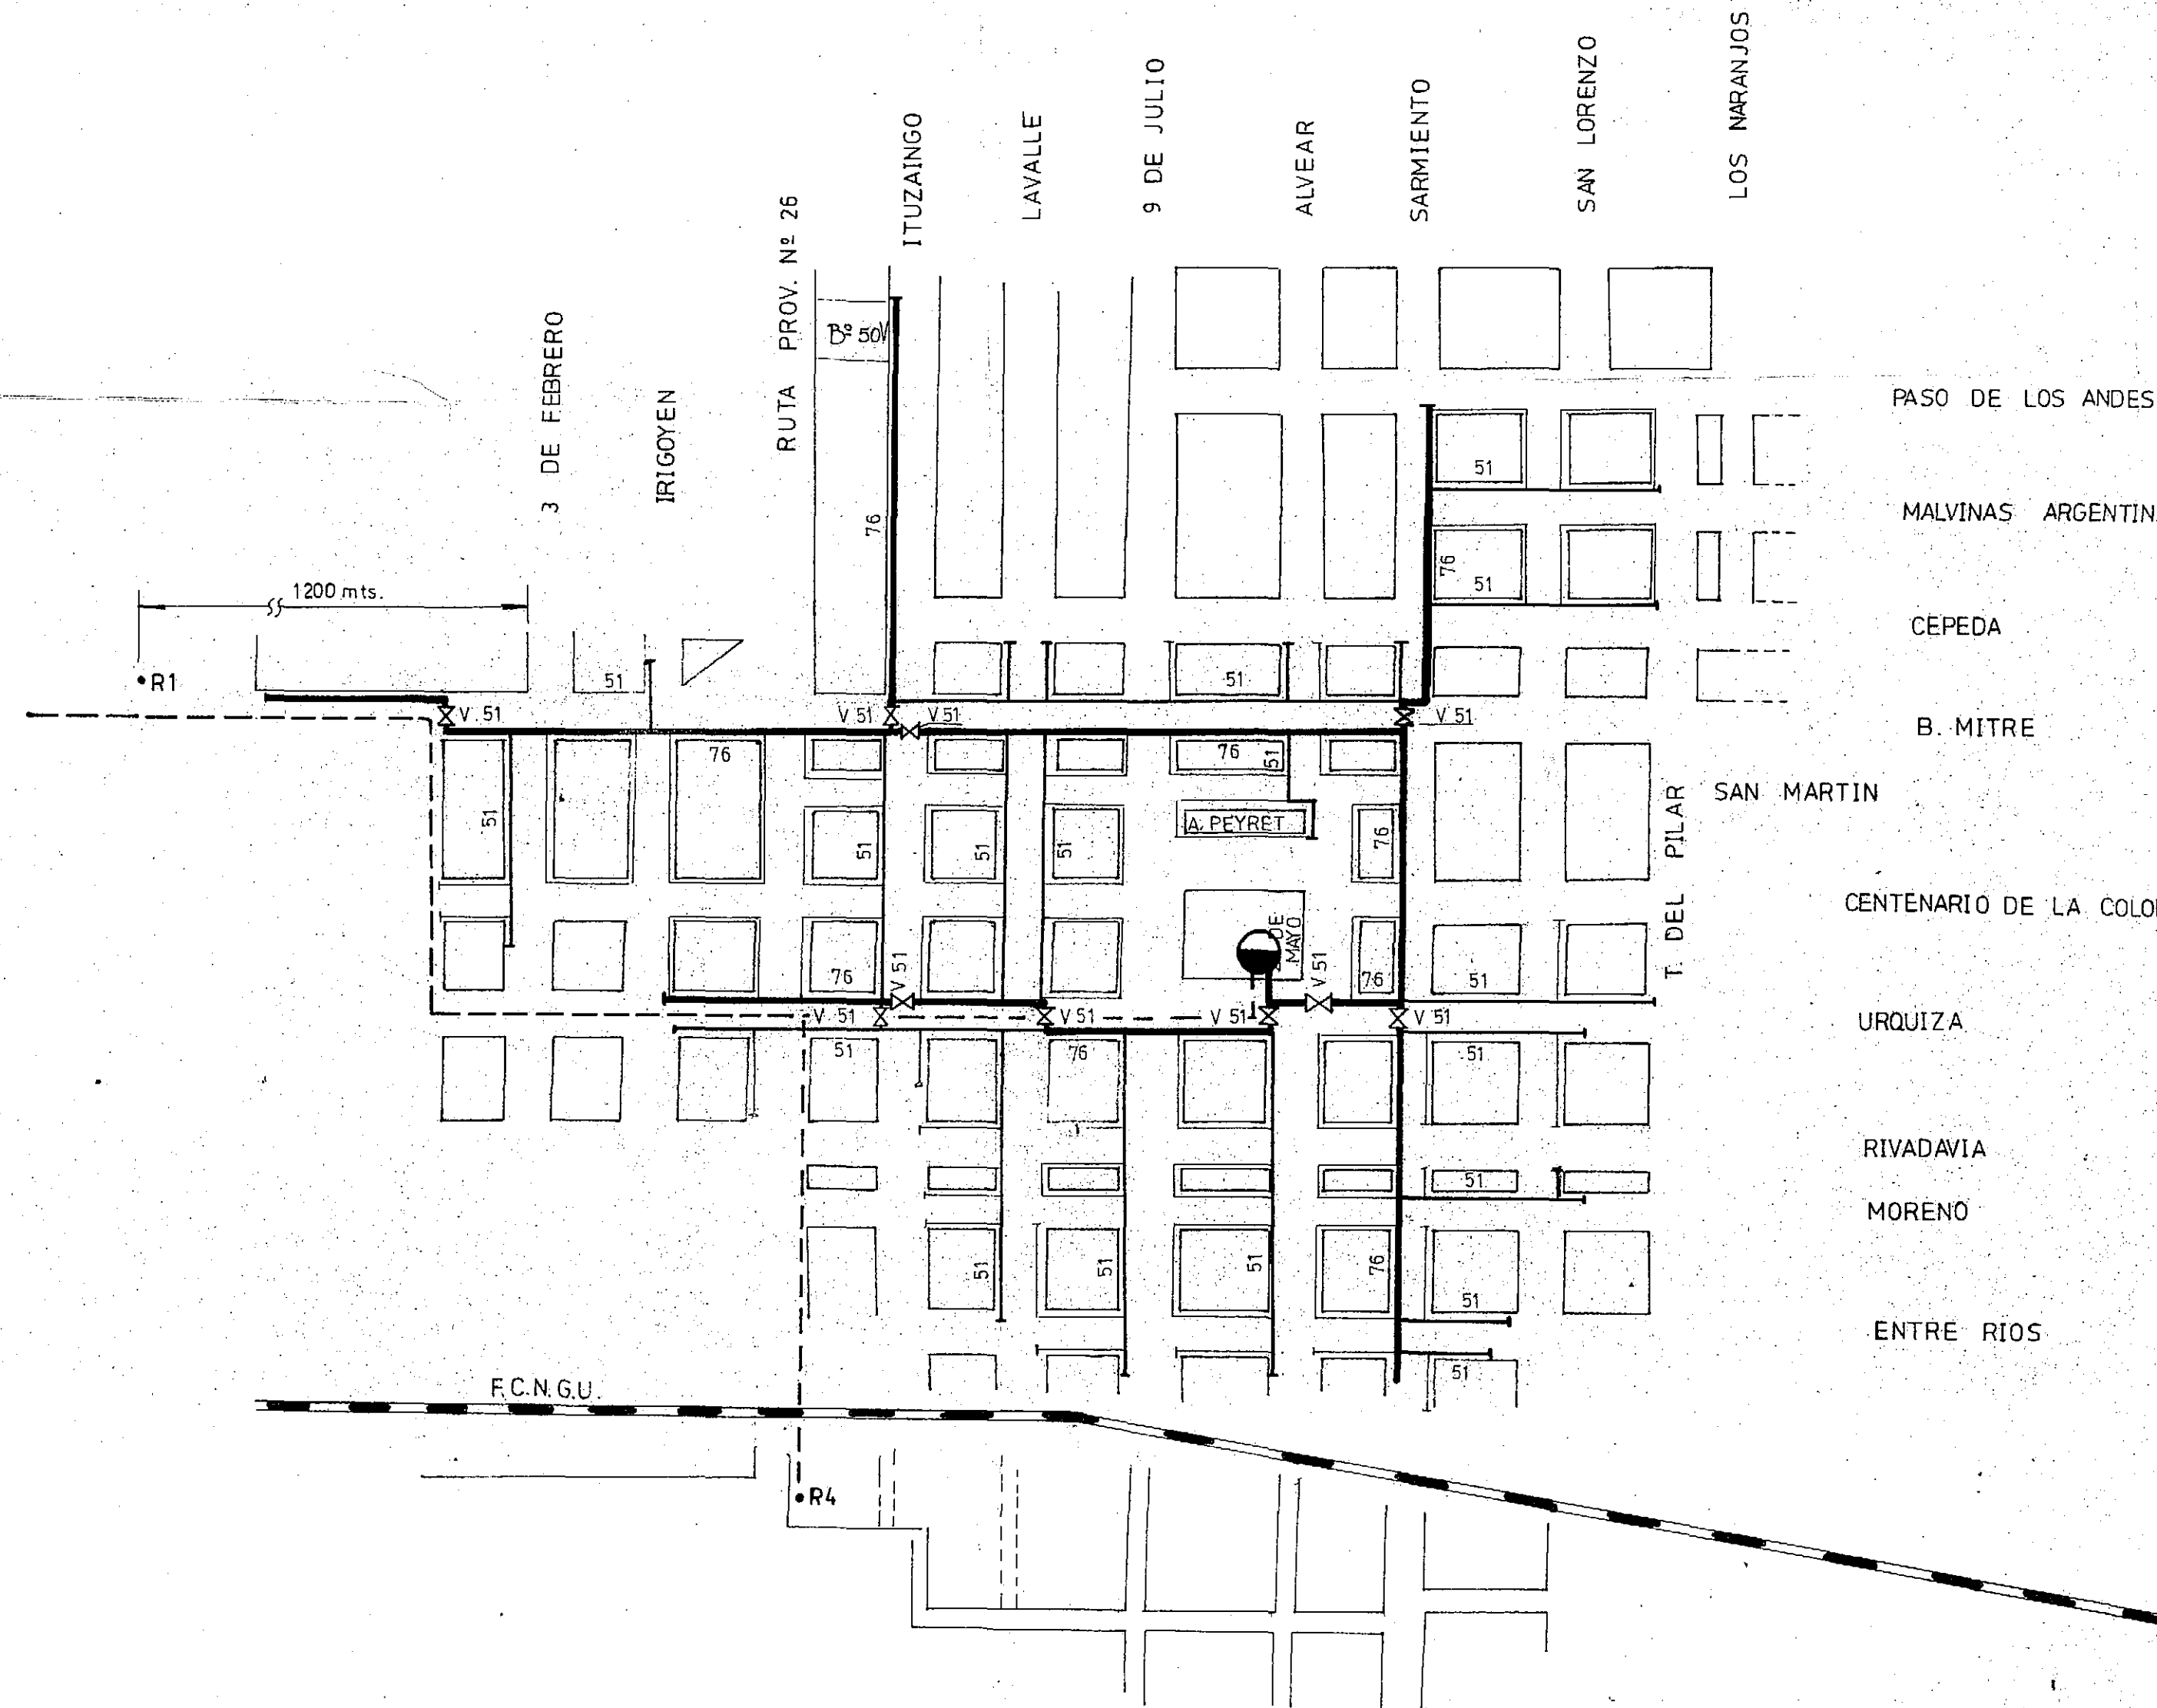 LOS NARANJOS
SAN LORENZO
SARMIENTO
ALVEAR
9 DE JULIO
LAVALLE
ITUZAINGO
RUTA PROV. Nº 26
IRIGOYEN
3 DE FEBRERO
Bº 50V
PASO DE LOS ANDES
51
76
MALVINAS ARGENTIN
76
51
1200 mts.
CEPEDA
R1
51
51
V 51
V 51
V 51
V 51
B. MITRE
76
76
51
SAN MARTIN
T. DEL PILAR
A. PEYRET
51
51
51
51
76
CENTENARIO DE LA COLO
DE
MAYO
V 51
V 51
76
76
51
V 51
V 51
V 51
V 51
URQUIZA
51
76
51
RIVADAVIA
51
MORENO
51
51
51
76
51
ENTRE RIOS
51
F.C.N.G.U.
R4